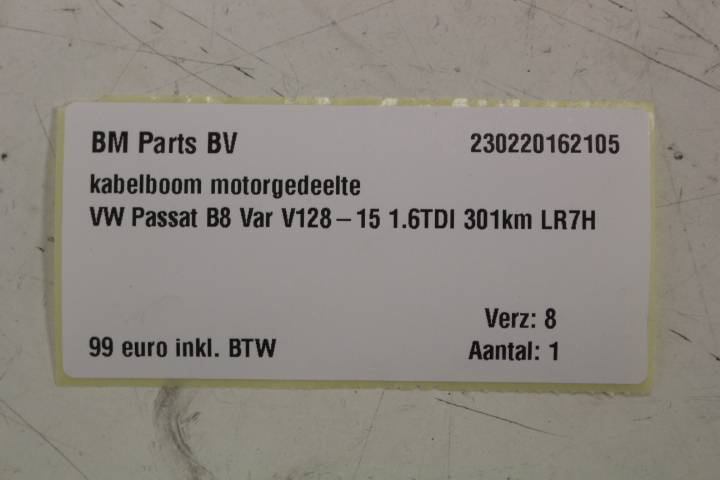 BM Parts BV 230220162105
kabelboom motorgedeelte
VW Passat B8 Var V128 – 15 1.6TDI 301km LR7H
Verz: 8
99 euro inkl. BTW Aantal: 1